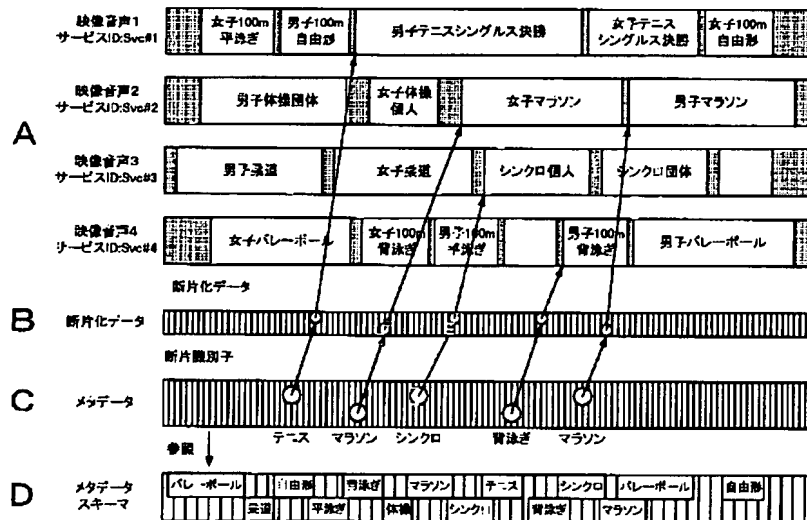 映像音声1
サービスID:Svc#1
女子100m
平泳ぎ
男子100m
自由形
男子テニスシングルス決勝
女子テニス
シングルス決勝
女子100m
自由形
A
映像音声2
サービスID:Svc#2
男子体操団体
女子体操
個人
女子マラソン
男子マラソン
映像音声3
サービスID:Svc#3
男子柔道
女子柔道
シンクロ個人
シンクロ団体
映像音声4
サービスID:Svc#4
女子バレーボール
女子100m
背泳ぎ
男子100m
平泳ぎ
男子100m
背泳ぎ
男子バレーボール
断片化データ
B
断片化データ
断片識別子
C
メタデータ
テニス
マラソン
シンクロ
背泳ぎ
マラソン
参照
D
メタデータ
スキーマ
バレーボール
自由形
マラソン
テニス
シンクロ
バレーボール
自由形
柔道
平泳ぎ
体操
シンクロ
背泳ぎ
マラソン